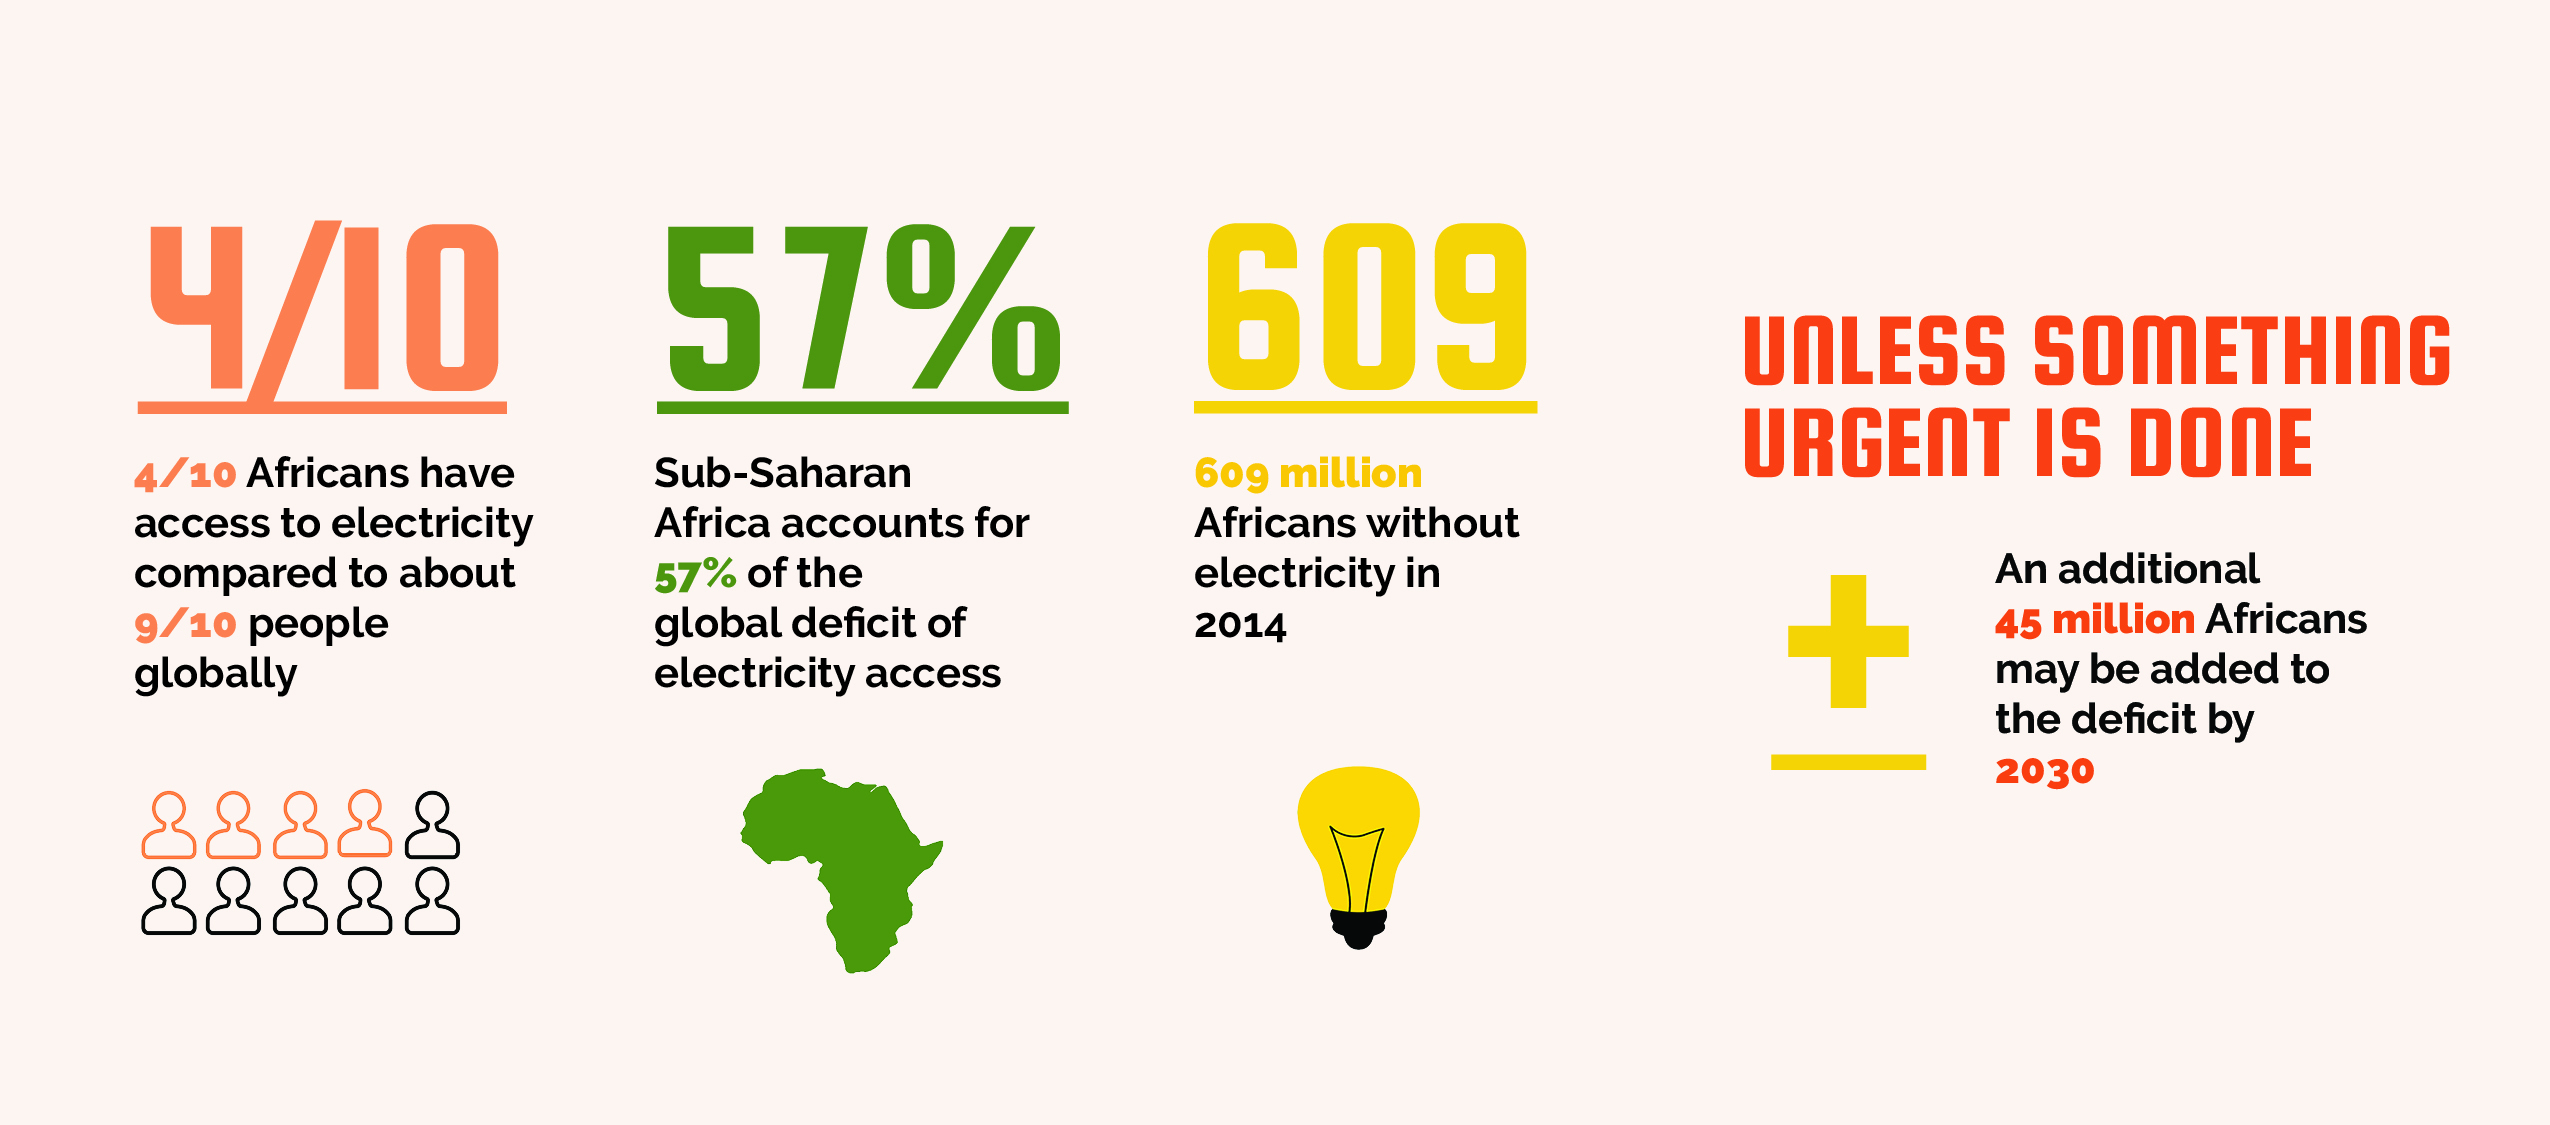 4/10
4/10 Africans have
access to electricity
compared to about
9/10 people
globally
57%
Sub-Saharan
Africa accounts for
57% of the
global deficit of
electricity access
609
609 million
Africans without
electricity in
2014
UNLESS SOMETHING
URGENT IS DONE
An additional
45 million Africans
may be added to
the deficit by
2030